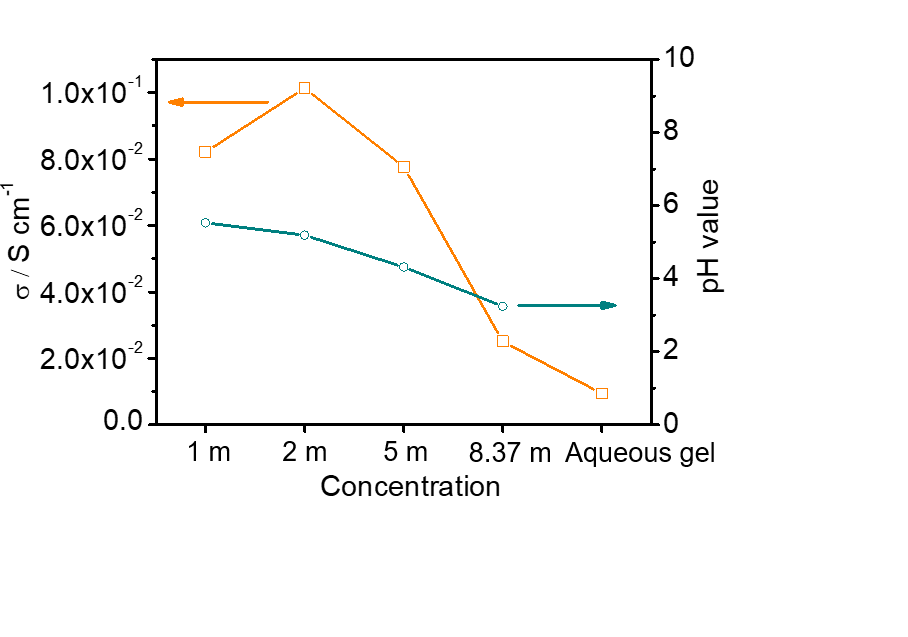 1.0x10-1
8.0x10-2
6.0x10-2
4.0x10-2
2.0x10-2
0.0
σ / S cm-1
10
8
6
4
2
0
pH value
1 m 2 m 5 m 8.37 m Aqueous gel
Concentration